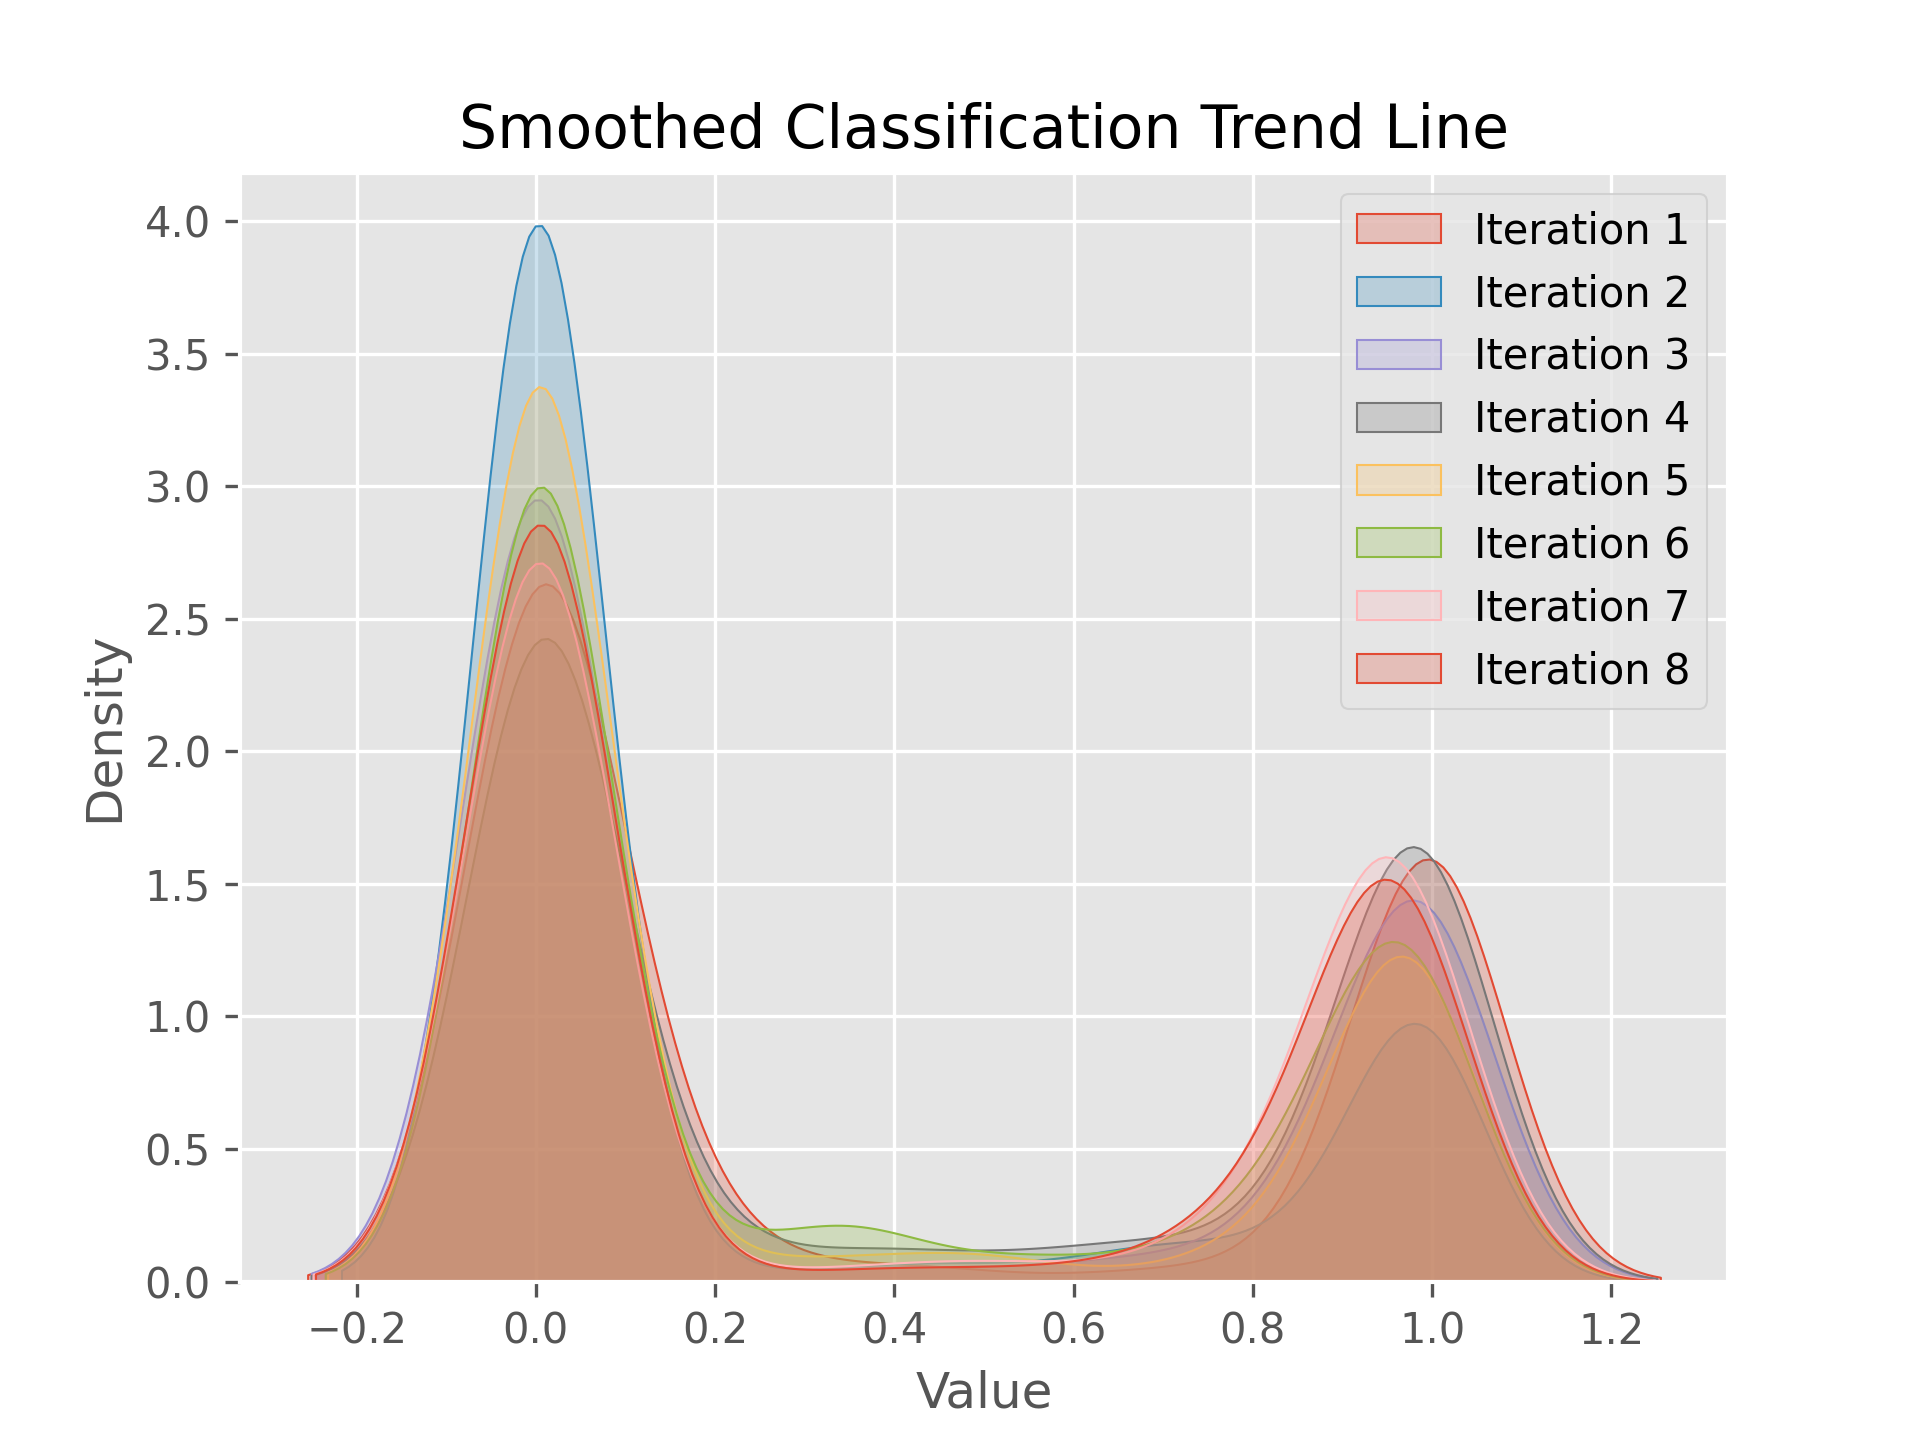 Smoothed Classification Trend Line
4.0
3.5
3.0
2.5
2.0
1.5
1.0
0.5
0.0
Density
−0.2
0.0
0.2
0.4
0.6
0.8
1.0
1.2
Value
Iteration 1
Iteration 2
Iteration 3
Iteration 4
Iteration 5
Iteration 6
Iteration 7
Iteration 8